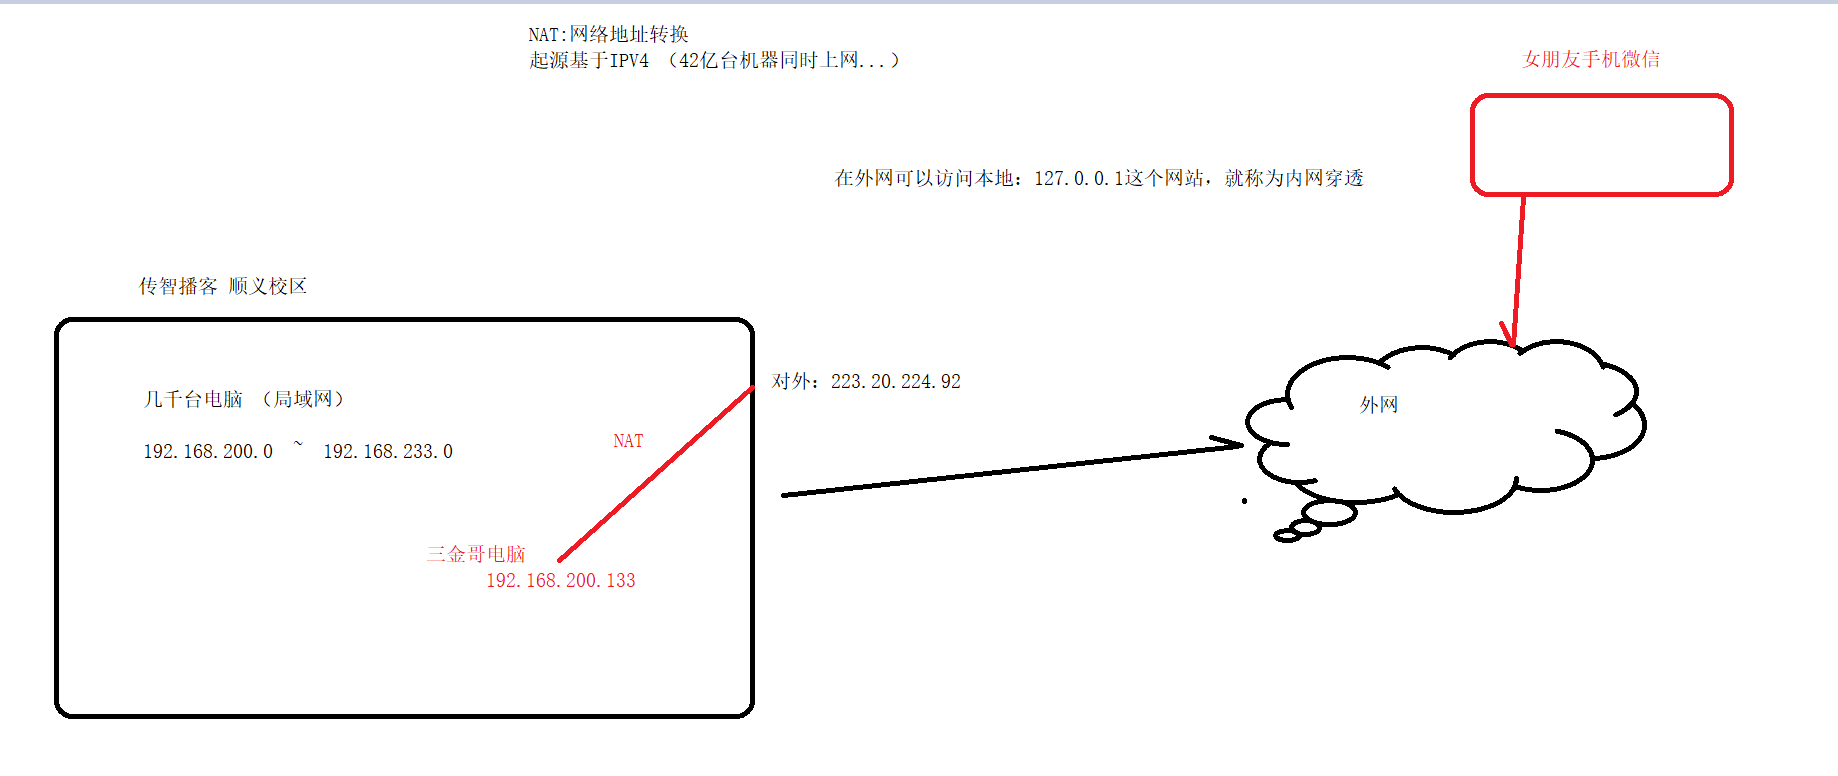 NAT:网络地址转换
起源基于IPV4 （42亿台机器同时上网...）
女朋友手机微信
在外网可以访问本地：127.0.0.1这个网站，就称为内网穿透
传智播客 顺义校区
对外：223.20.224.92
几千台电脑 （局域网）
外网
NAT
192.168.200.0 ~ 192.168.233.0
三金哥电脑
192.168.200.133